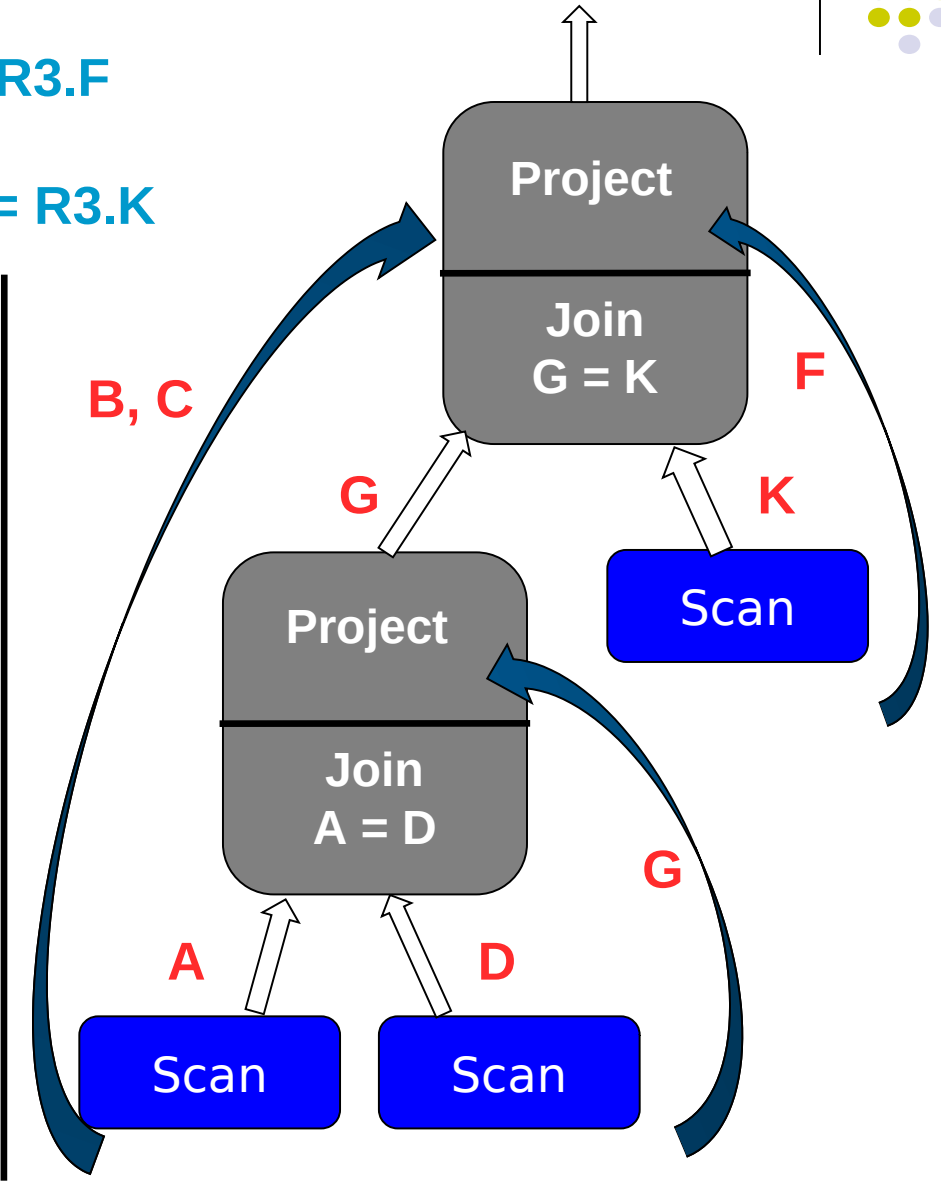 R3.F
Project
= R3.K
Join
G = K
F
B, C
G
K
Scan
Project
Join
A = D
G
A
D
Scan
Scan